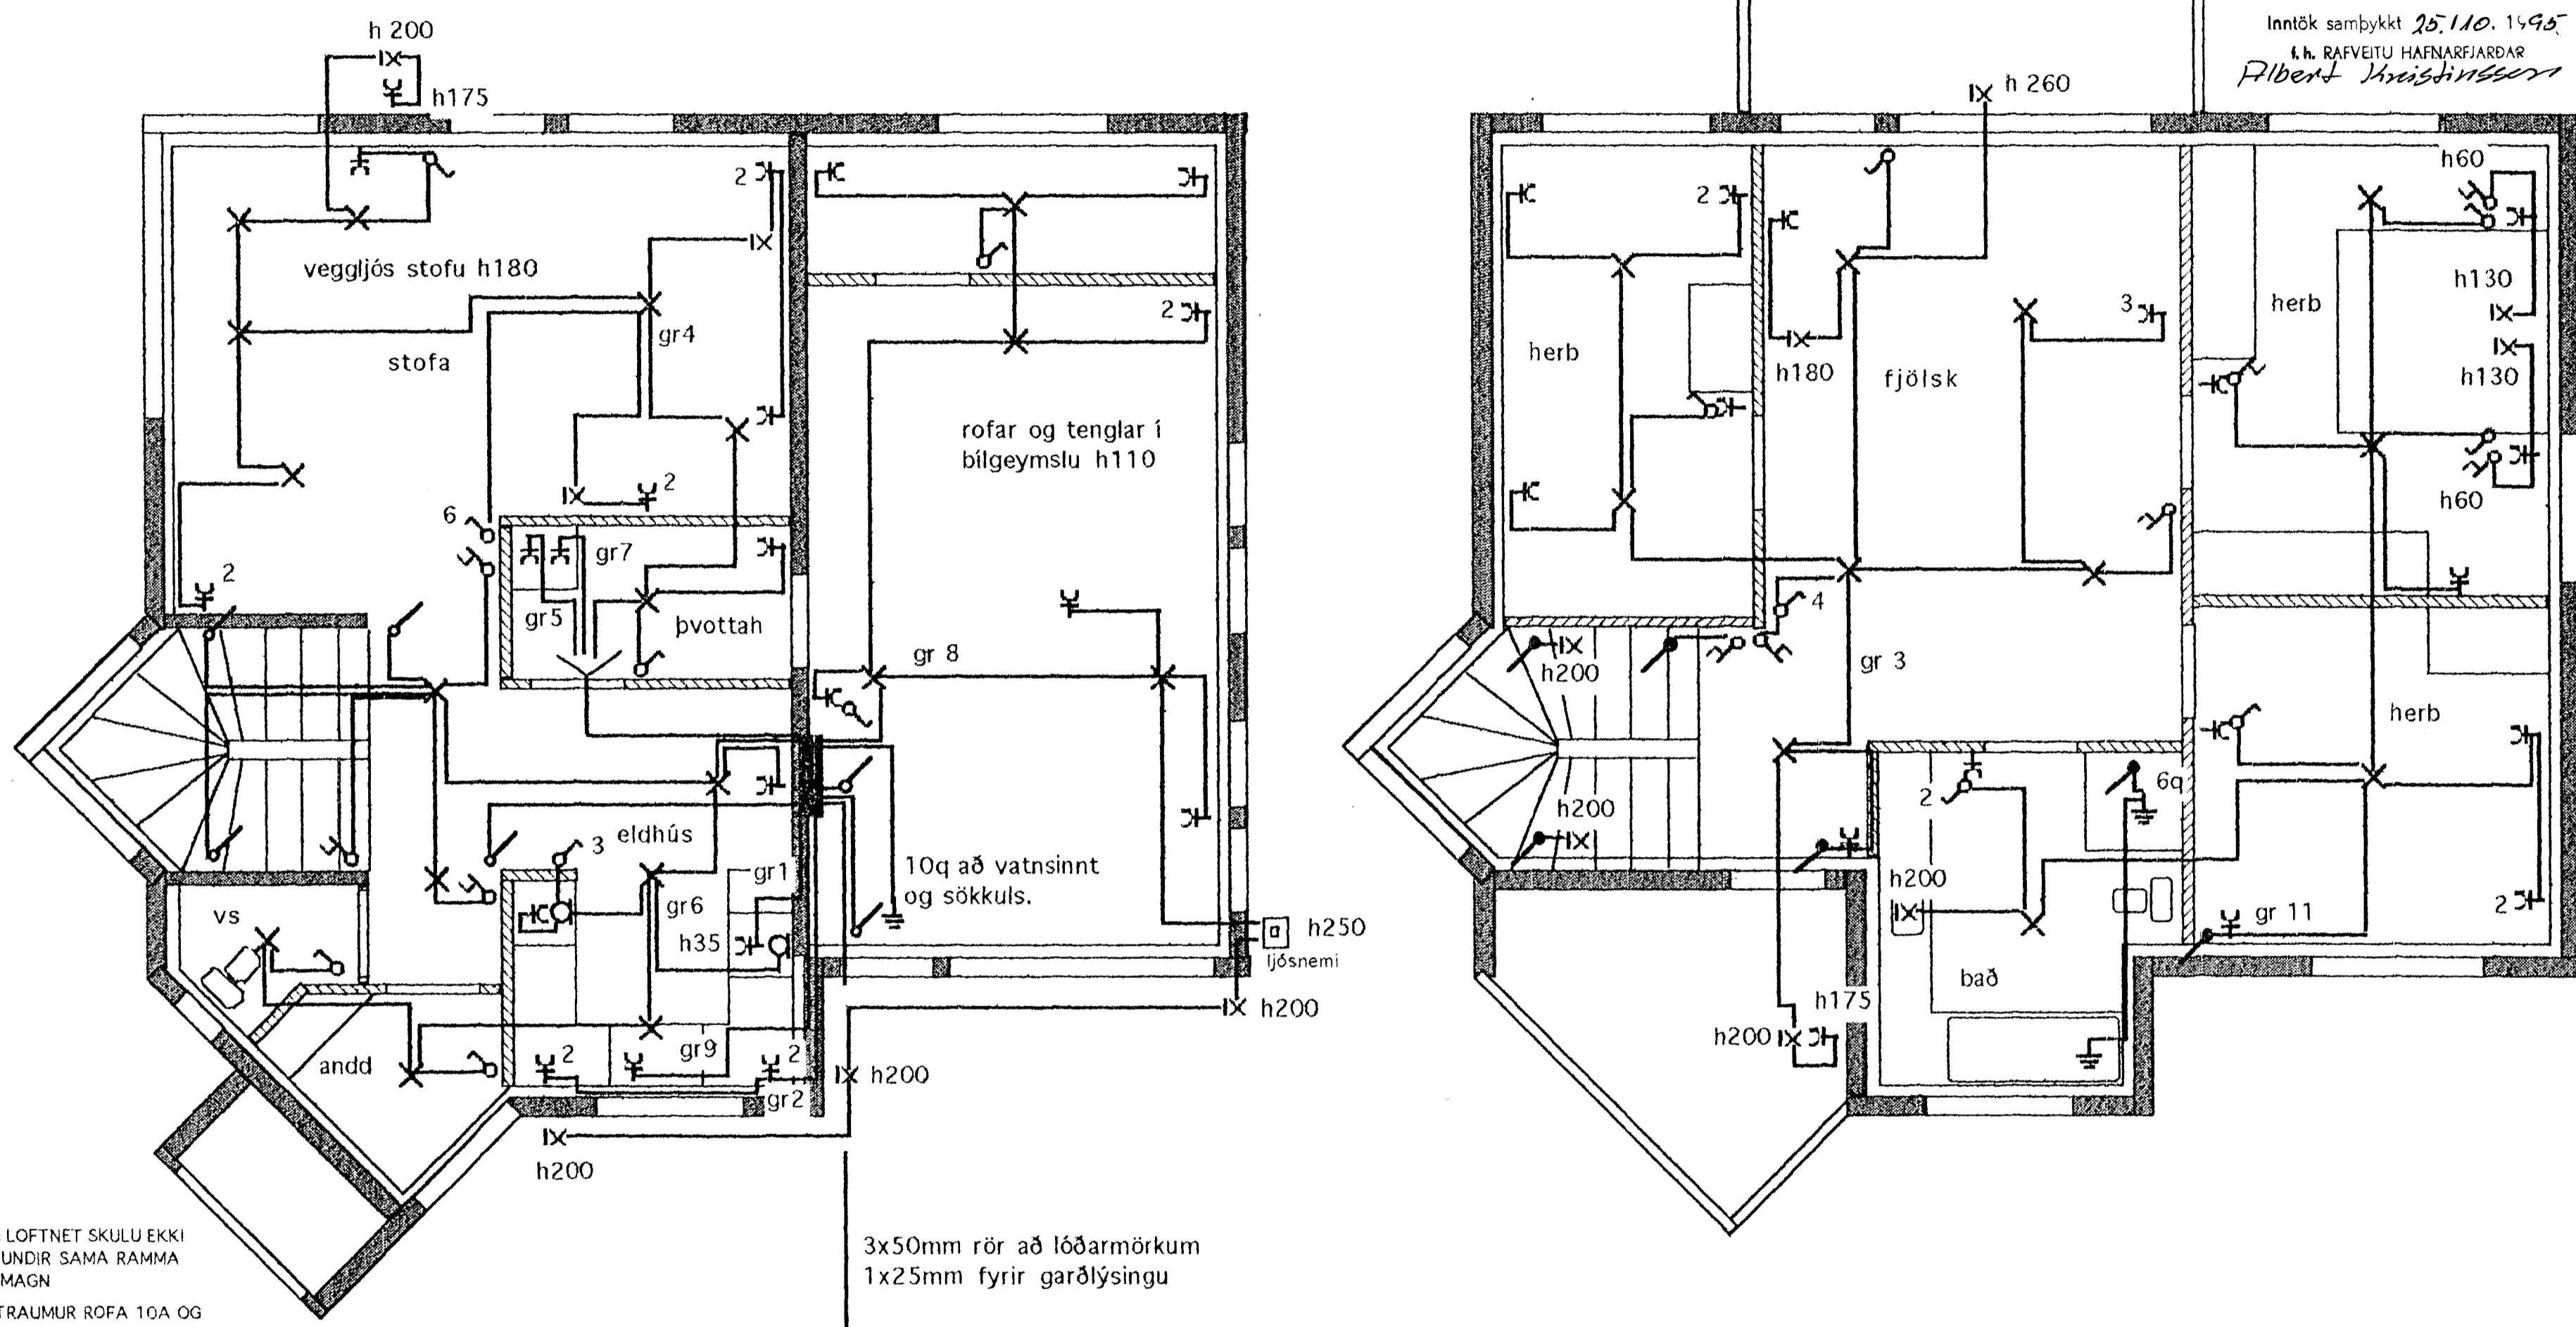 Inntök samþykkt 25.10. 1995
f.h. RAFVEITU HAFNARFJARÐAR
Albert Kristinsson
h 200
h175
2
veggljós stofu h180
gr4
stofa
2
rofar og tenglar í
bílgeymslu h110
2
6
gr7
2
gr5
þvottah
gr 8
eldhús
3
gr1
10q að vatnsinnt
og sökkuls.
vs
gr6
h35
h250
ljósnemi
h200
andd
2
gr9
2
h200
gr2
h200
3x50mm rör að lóðarmörkum
1x25mm fyrir garðlýsingu
LOFTNET SKULU EKKI
UNDIR SAMA RAMMA
MAGN
TRAUMUR ROFA 10A OG
h 260
2
h60
h130
3
herb
herb
h180
fjölsk
h130
h60
4
h200
gr 3
herb
h200
2
6q
h200
gr 11
2
bað
h175
h200